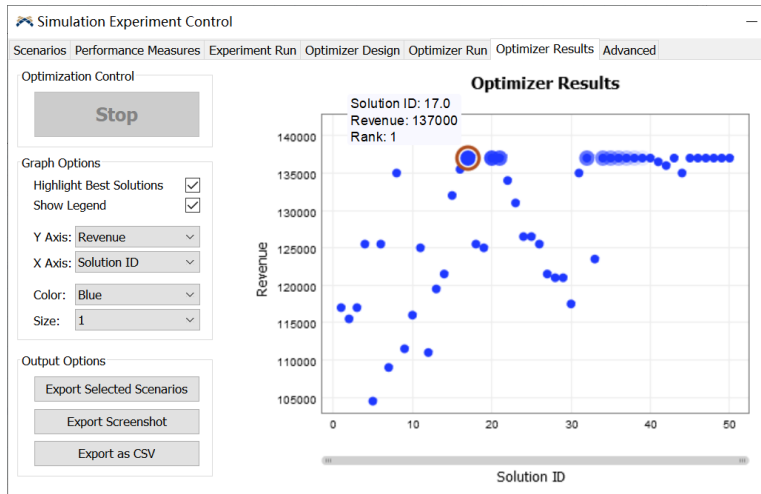 Simulation Experiment Control
Scenarios Performance Measures Experiment Run Optimizer Design Optimizer Run Optimizer Results Advanced
Optimization Control
Stop
Graph Options
Highlight Best Solutions
Show Legend
Y Axis: Revenue
X Axis: Solution ID
Color: Blue
Size: 1
Output Options
Export Selected Scenarios
Export Screenshot
Export as CSV
Optimizer Results
Solution ID: 17.0
Revenue: 137000
Rank: 1
140000
135000
130000
125000
120000
115000
110000
105000
Revenue
0 10 20 30 40 50
Solution ID